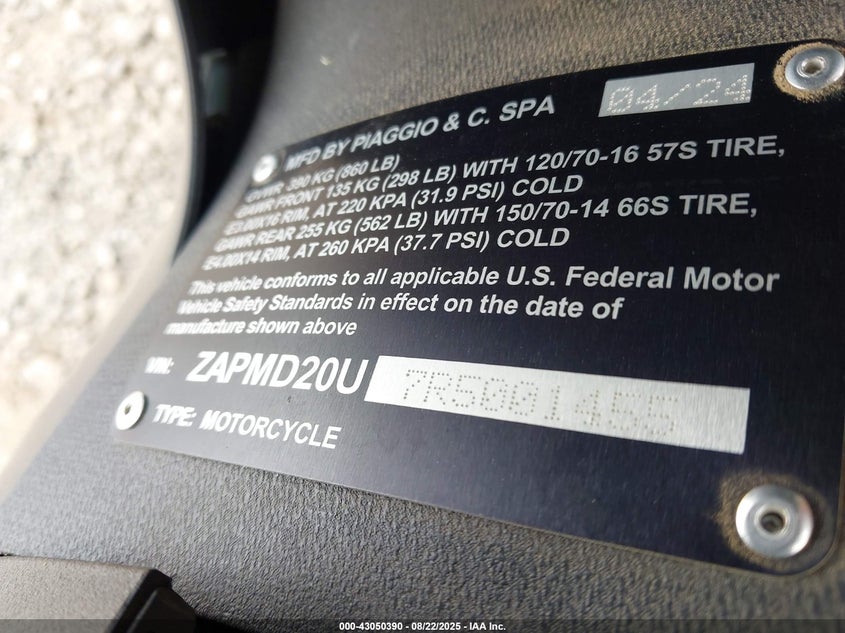 MFD BY PIAGGIO & C. SPA 04/24
GVWR 390 KG (860 LB)
GAWR FRONT 135 KG (298 LB) WITH 120/70-16 57S TIRE,
E3.00X16 RIM, AT 220 KPA (31.9 PSI) COLD
GAWR REAR 255 KG (562 LB) WITH 150/70-14 66S TIRE,
E4.00X14 RIM, AT 260 KPA (37.7 PSI) COLD
This vehicle conforms to all applicable U.S. Federal Motor
Vehicle Safety Standards in effect on the date of
manufacture shown above
VIN: ZAPMD20U 7R5001455
TYPE: MOTORCYCLE
000-43050390 - 08/22/2025 - IAA Inc.